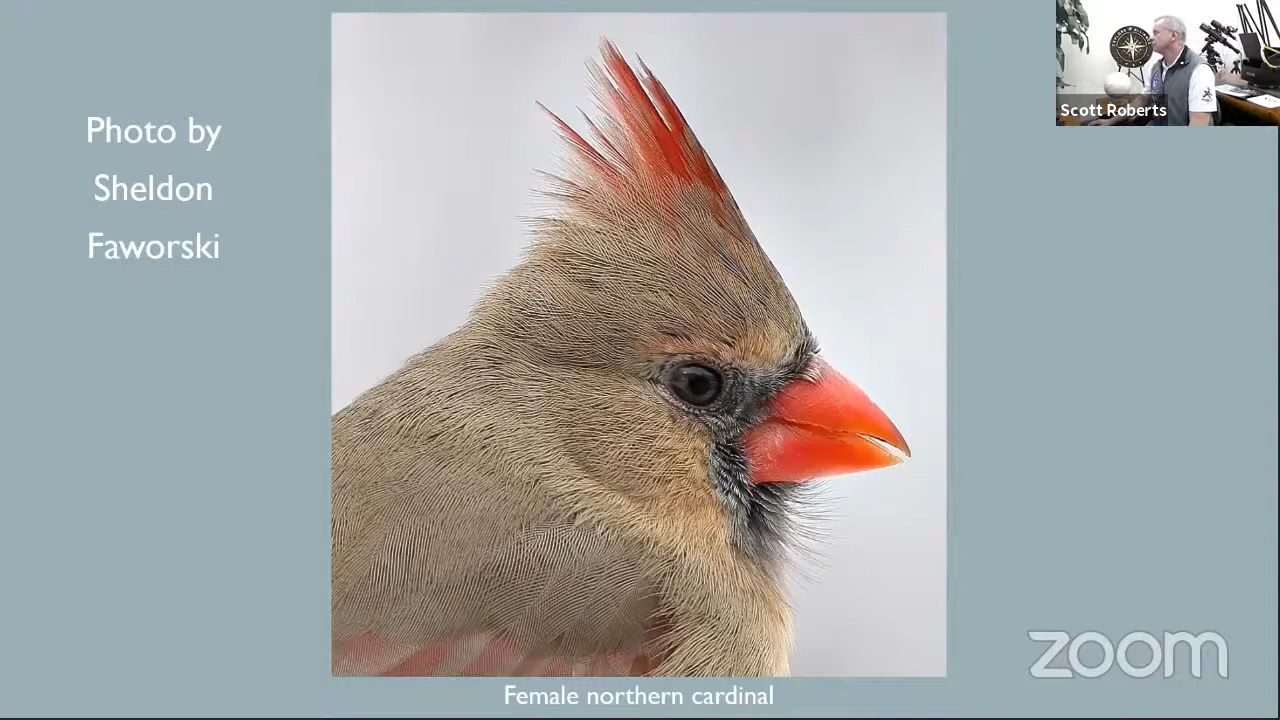 Photo by
Sheldon
Faworski
Scott Roberts
zoom
Female northern cardinal